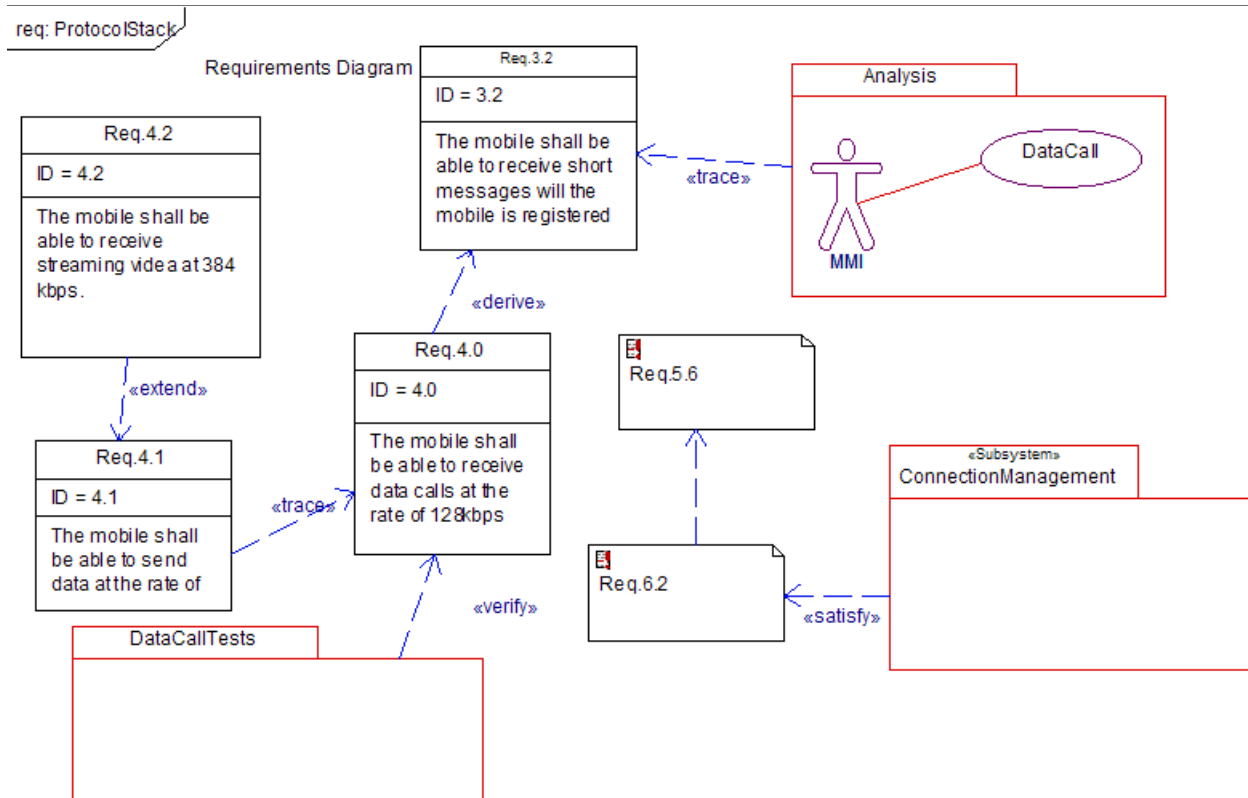 req: ProtocolStack
Requirements Diagram
Req.3.2
ID = 3.2
The mobile shall be
able to receive short
messages will the
mobile is registered
Analysis
DataCall
MMI
«trace»
Req.4.2
ID = 4.2
The mobile shall be
able to receive
streaming videa at 384
kbps.
«extend»
«derive»
Req.4.0
ID = 4.0
The mobile shall
be able to receive
data calls at the
rate of 128kbps
Req.5.6
Req.4.1
ID = 4.1
The mobile shall
be able to send
data at the rate of
«trace»
«Subsystem»
ConnectionManagement
Req.6.2
«satisfy»
«verify»
DataCallTests